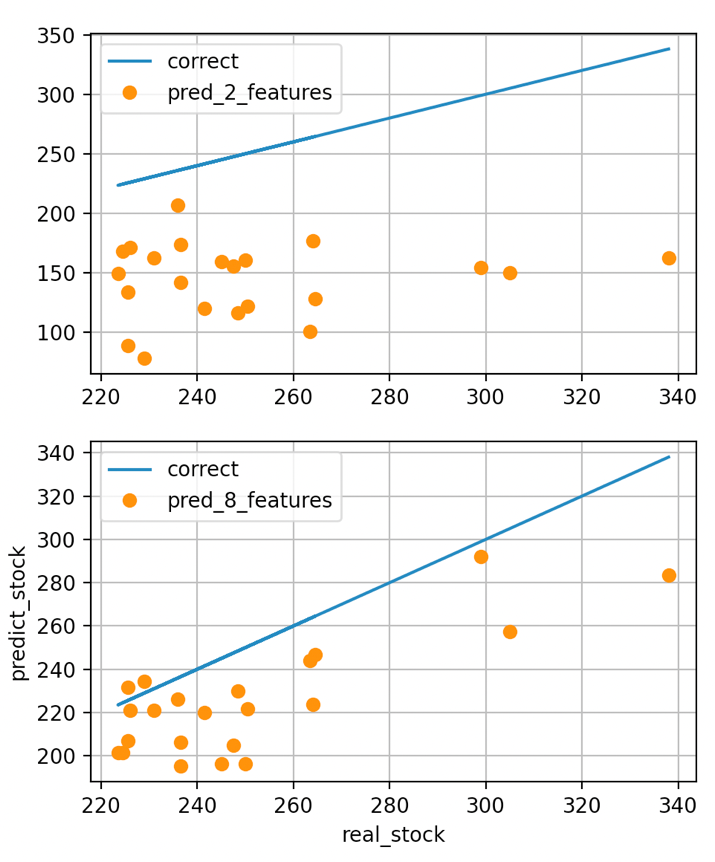 350
300
250
200
150
100
correct
pred_2_features
220 240 260 280 300 320 340
340
320
300
280
260
240
220
200
predict_stock
correct
pred_8_features
220 240 260 280 300 320 340
real_stock